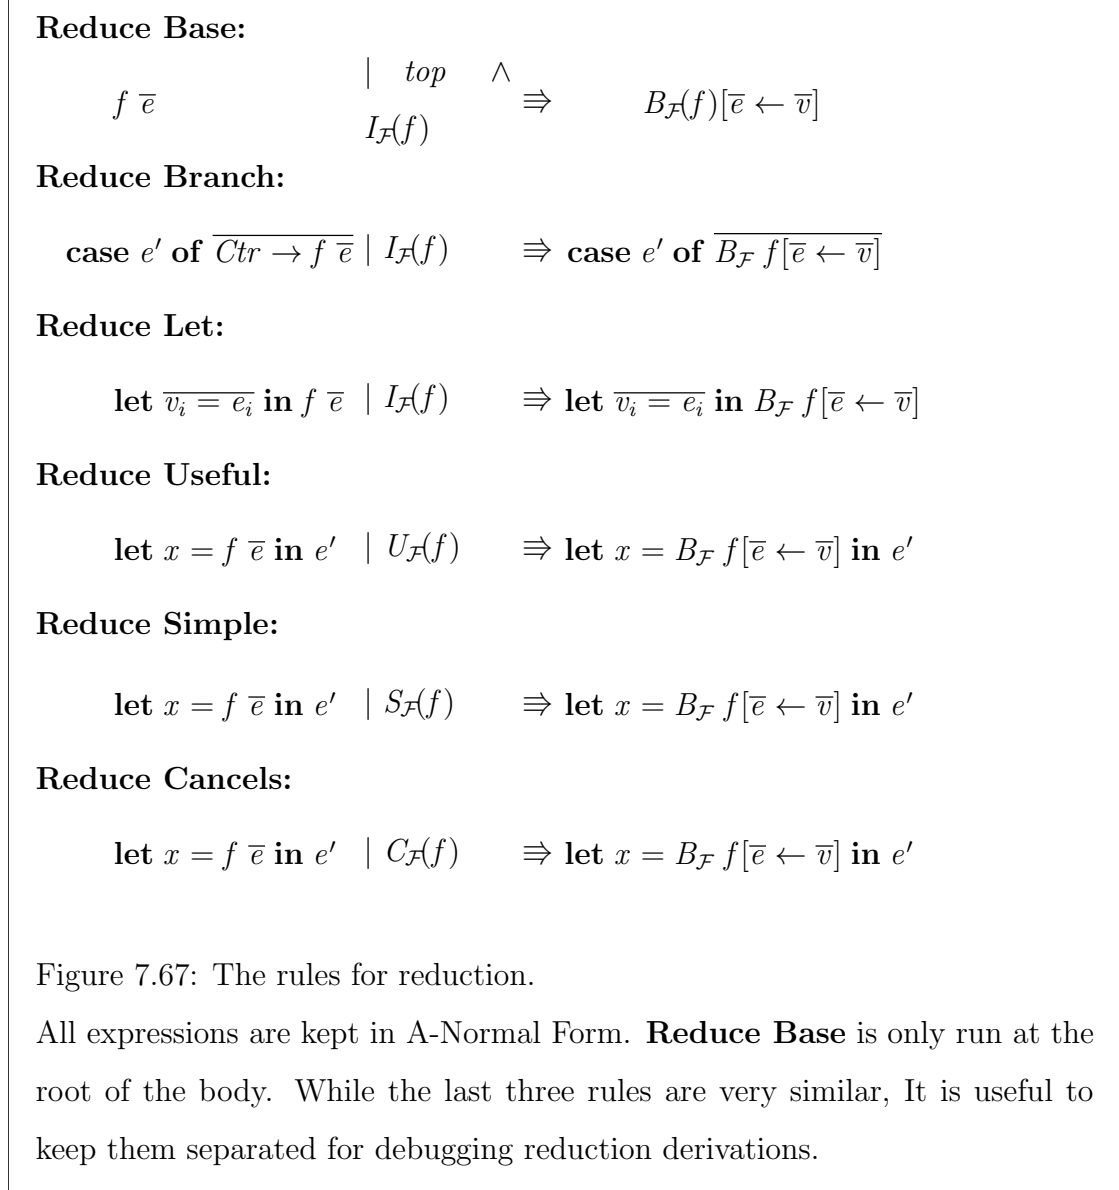 Reduce Base:
f e̅ | top ∧ I_ℱ(f) ⇛ B_ℱ(f)[e̅ ← v̅]
Reduce Branch:
case e′ of \overline{Ctr → f e̅} | I_ℱ(f) ⇛ case e′ of \overline{B_ℱ f[e̅ ← v̅]}
Reduce Let:
let \overline{v_i = e_i} in f e̅ | I_ℱ(f) ⇛ let \overline{v_i = e_i} in B_ℱ f[e̅ ← v̅]
Reduce Useful:
let x = f e̅ in e′ | U_ℱ(f) ⇛ let x = B_ℱ f[e̅ ← v̅] in e′
Reduce Simple:
let x = f e̅ in e′ | S_ℱ(f) ⇛ let x = B_ℱ f[e̅ ← v̅] in e′
Reduce Cancels:
let x = f e̅ in e′ | C_ℱ(f) ⇛ let x = B_ℱ f[e̅ ← v̅] in e′
Figure 7.67: The rules for reduction.
All expressions are kept in A-Normal Form. Reduce Base is only run at the
root of the body. While the last three rules are very similar, It is useful to
keep them separated for debugging reduction derivations.